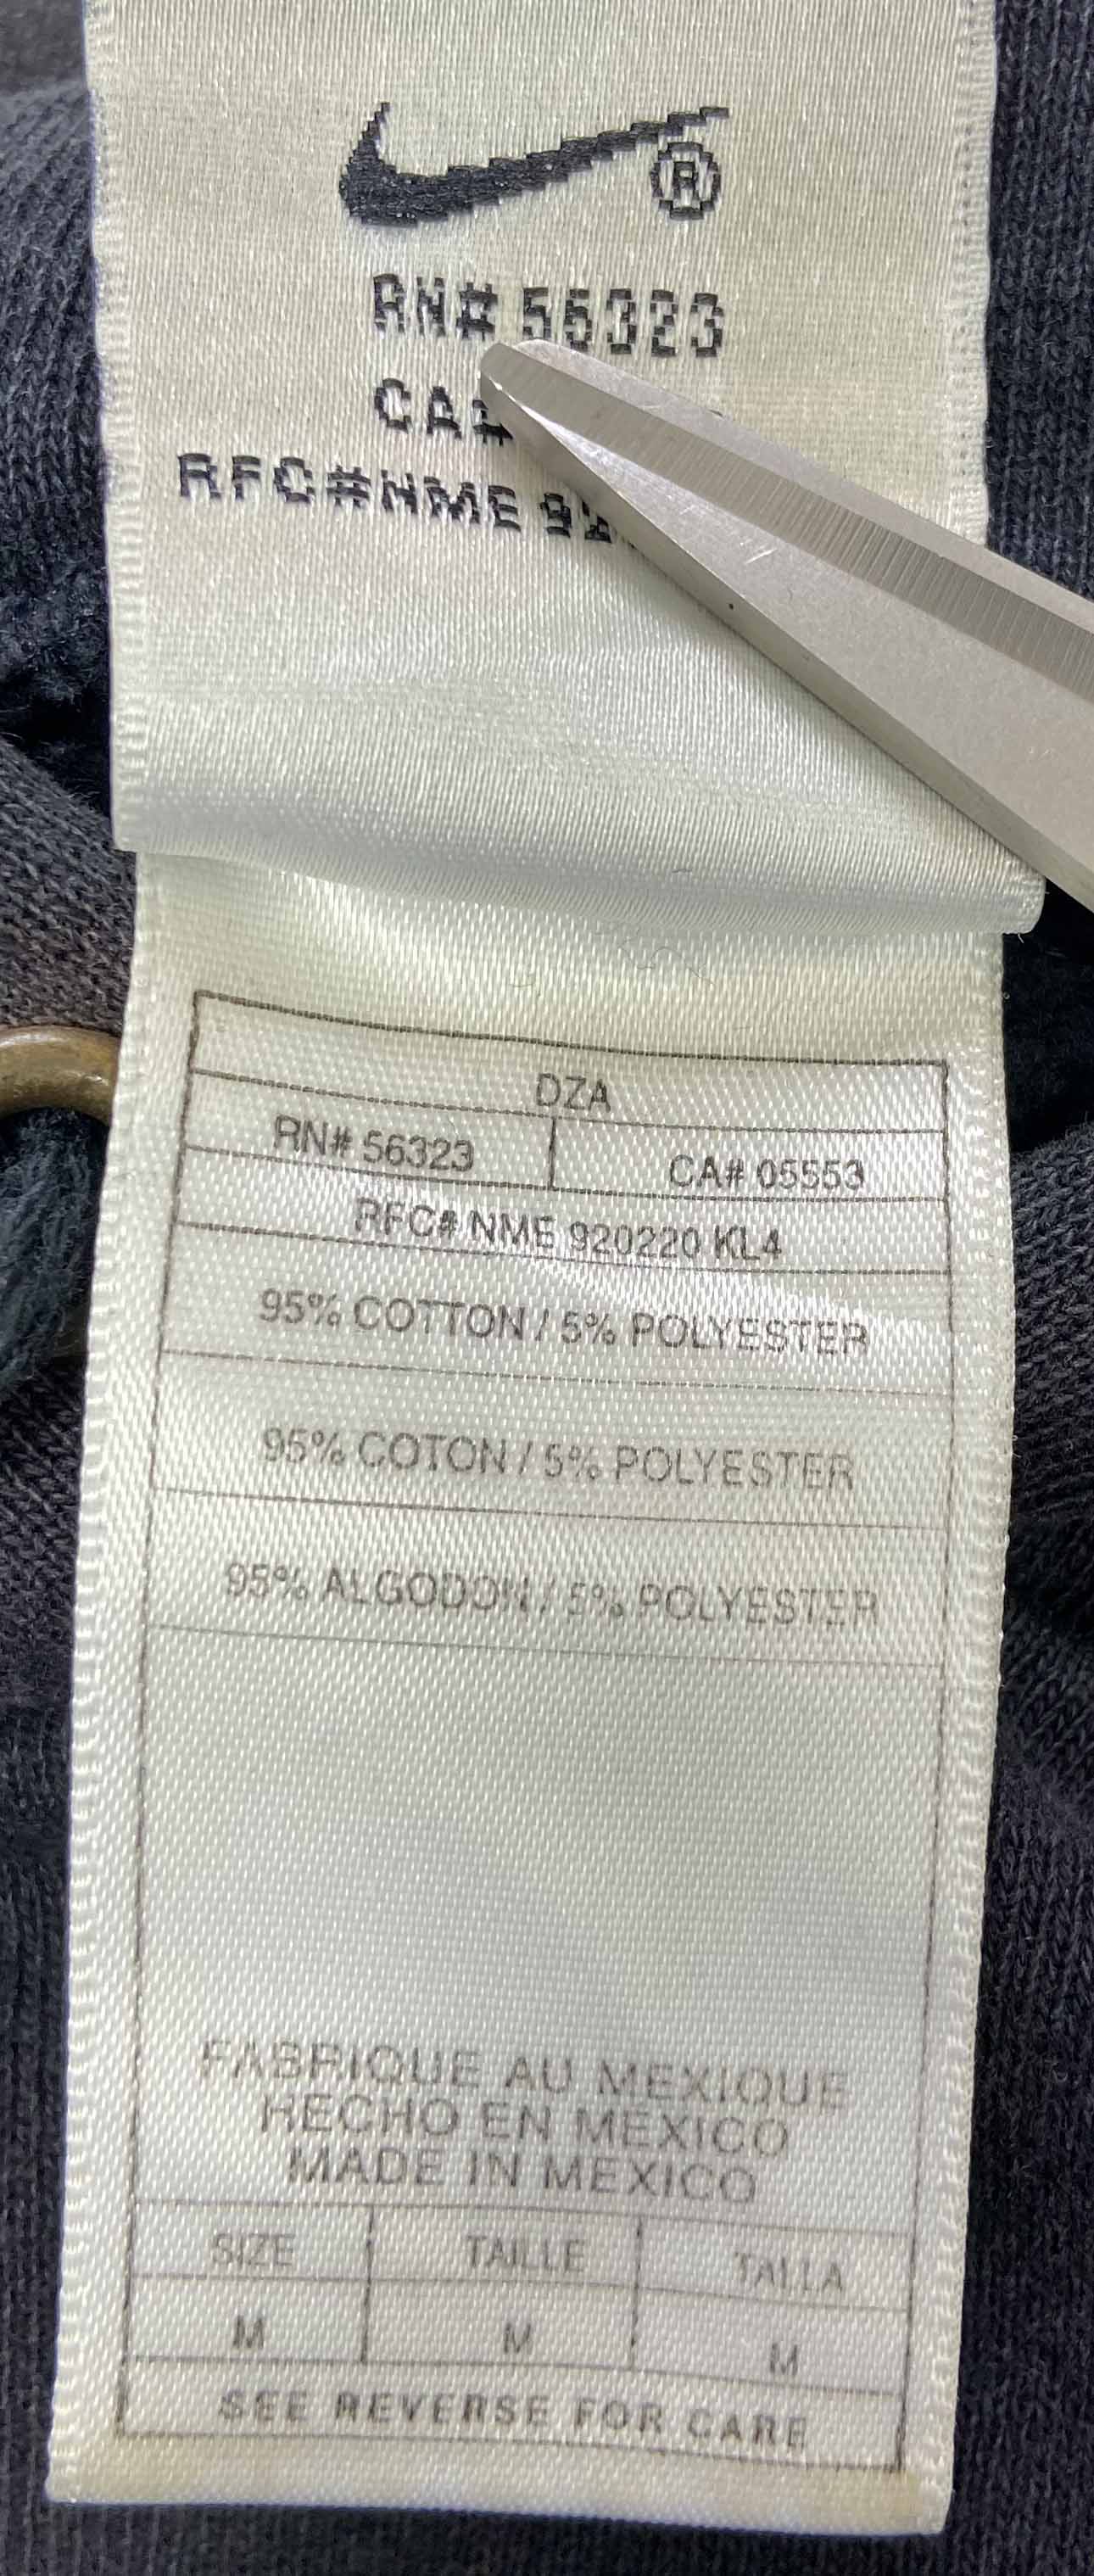 ®
RN# 56323
CA#
RFC#NME
DZA
RN# 56323 CA# 05553
RFC# NME 920220 KL4
95% COTTON / 5% POLYESTER
95% COTON / 5% POLYESTER
95% ALGODON / 5% POLYESTER
FABRIQUE AU MEXIQUE
HECHO EN MEXICO
MADE IN MEXICO
SIZE TAILLE TALLA
M M M
SEE REVERSE FOR CARE